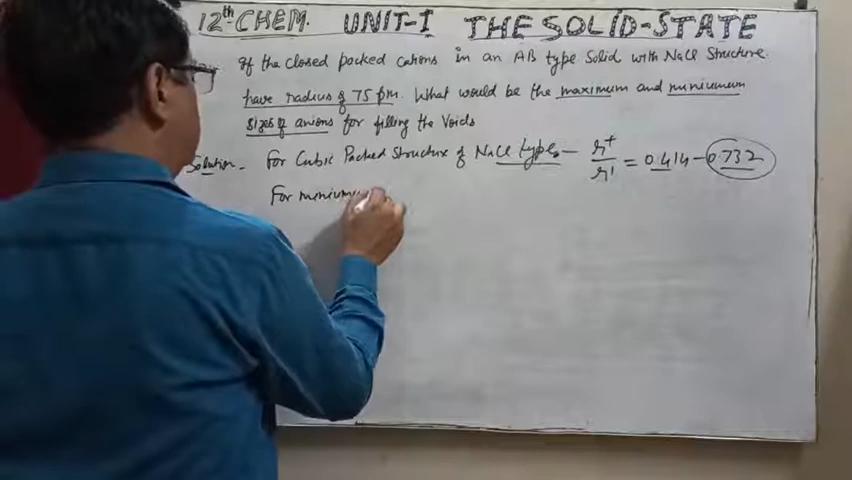 12th CHEM. UNIT-I THE SOLID-STATE
If the closed packed cations in an AB type Solid with NaCl Structure.
have radius of 75 pm. What would be the maximum and miniumum
sizes of anions for filling the Voids
Solution- For Cubic Packed Structure of NaCl types- r+/r- = 0.414-0.732
For miniumu